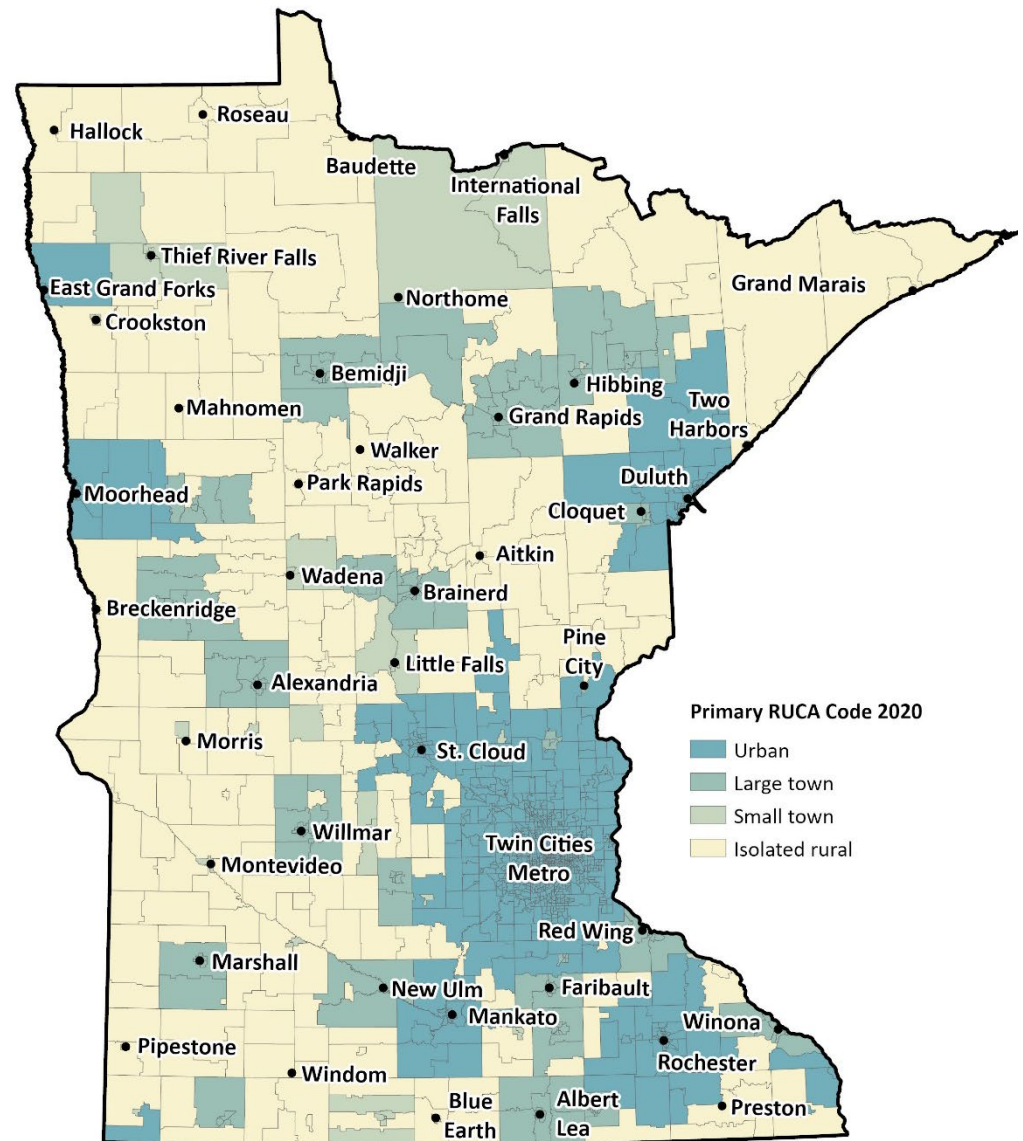 Roseau
Hallock
Baudette
International
Falls
Thief River Falls
East Grand Forks
Northome
Grand Marais
Crookston
Bemidji
Hibbing
Mahnomen
Grand Rapids
Two
Harbors
Walker
Park Rapids
Moorhead
Duluth
Cloquet
Aitkin
Wadena
Brainerd
Breckenridge
Pine
City
Little Falls
Alexandria
Morris
St. Cloud
Primary RUCA Code 2020
Urban
Large town
Small town
Isolated rural
Willmar
Twin Cities
Metro
Montevideo
Red Wing
Marshall
New Ulm
Faribault
Mankato
Winona
Pipestone
Rochester
Windom
Blue
Earth
Albert
Lea
Preston